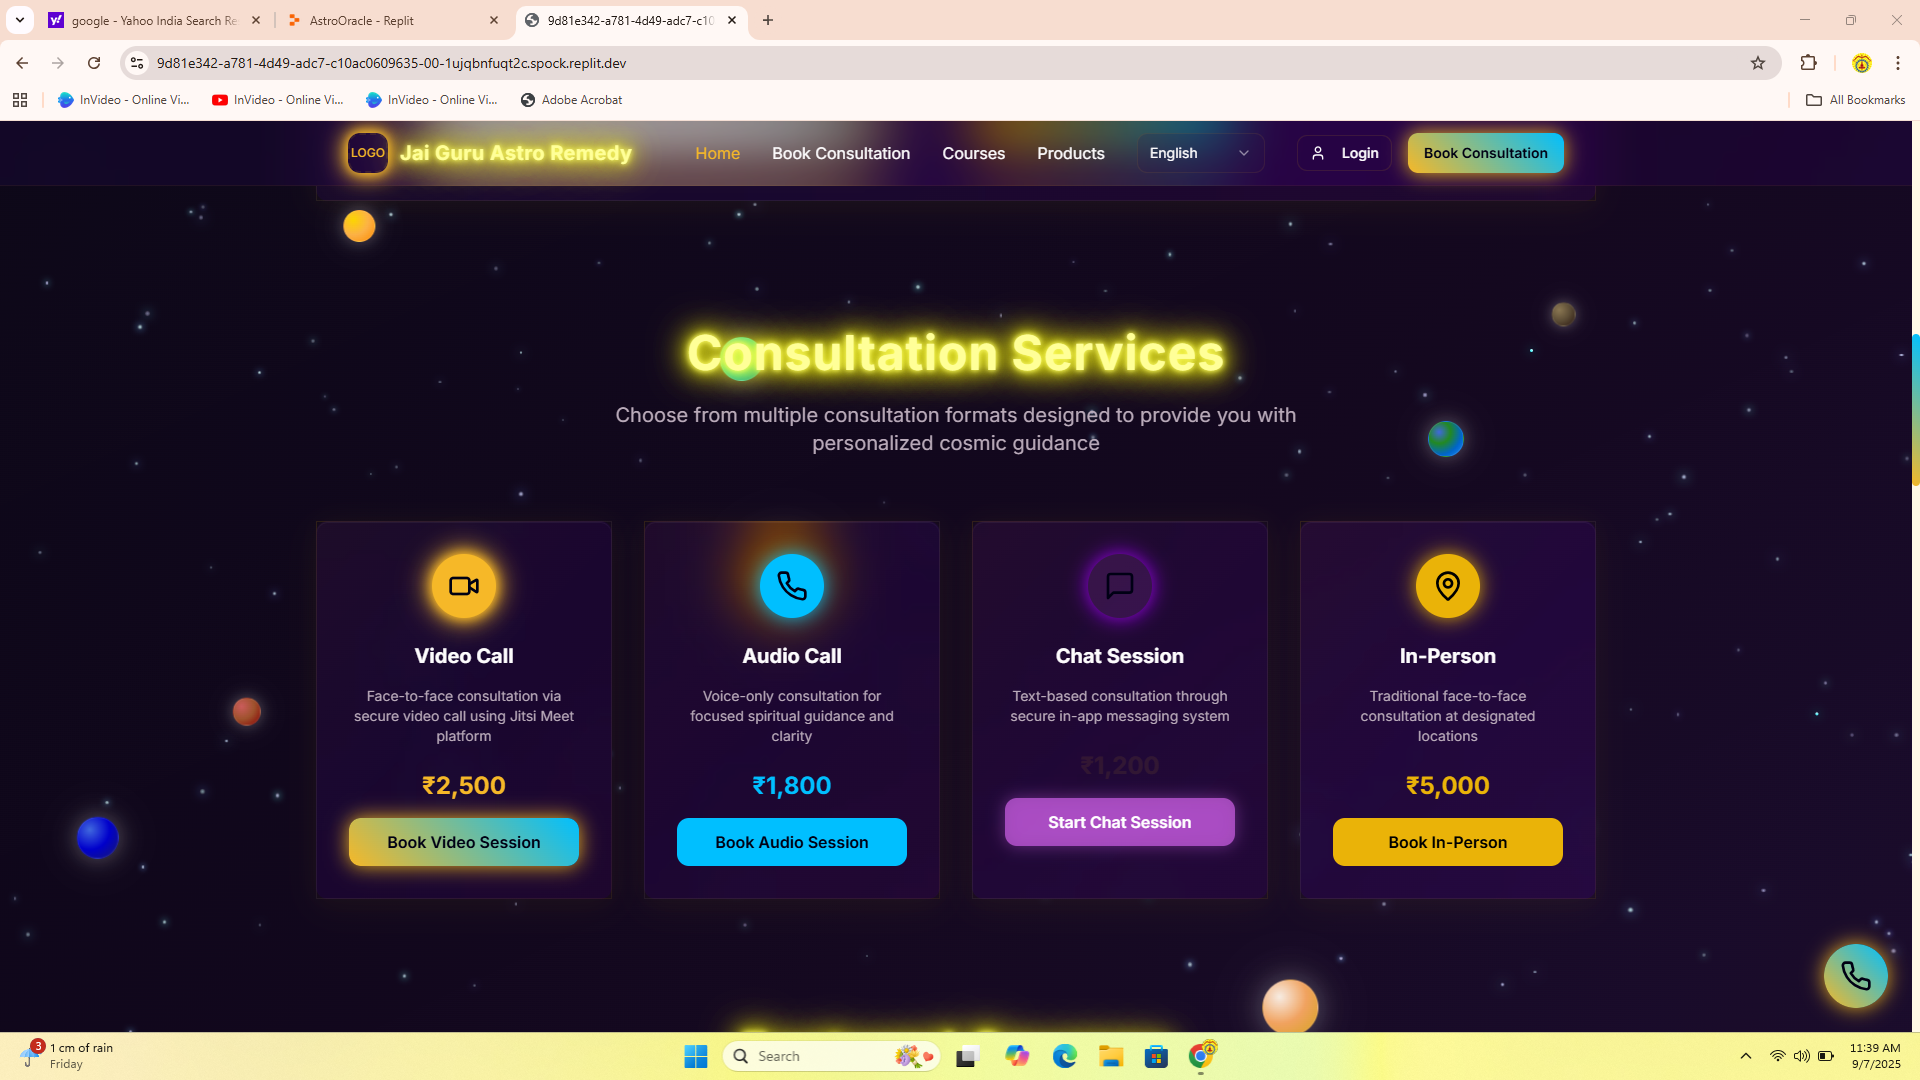 google - Yahoo India Search Re
AstroOracle - Replit
9d81e342-a781-4d49-adc7-c10
9d81e342-a781-4d49-adc7-c10ac0609635-00-1ujqbnfuqt2c.spock.replit.dev
InVideo - Online Vi...
InVideo - Online Vi...
InVideo - Online Vi...
Adobe Acrobat
All Bookmarks
LOGO
Jai Guru Astro Remedy
Home
Book Consultation
Courses
Products
English
Login
Book Consultation
Consultation Services
Choose from multiple consultation formats designed to provide you with
personalized cosmic guidance
Video Call
Face-to-face consultation via
secure video call using Jitsi Meet
platform
₹2,500
Book Video Session
Audio Call
Voice-only consultation for
focused spiritual guidance and
clarity
₹1,800
Book Audio Session
Chat Session
Text-based consultation through
secure in-app messaging system
₹1,200
Start Chat Session
In-Person
Traditional face-to-face
consultation at designated
locations
₹5,000
Book In-Person
3
1 cm of rain
Friday
Search
11:39 AM
9/7/2025